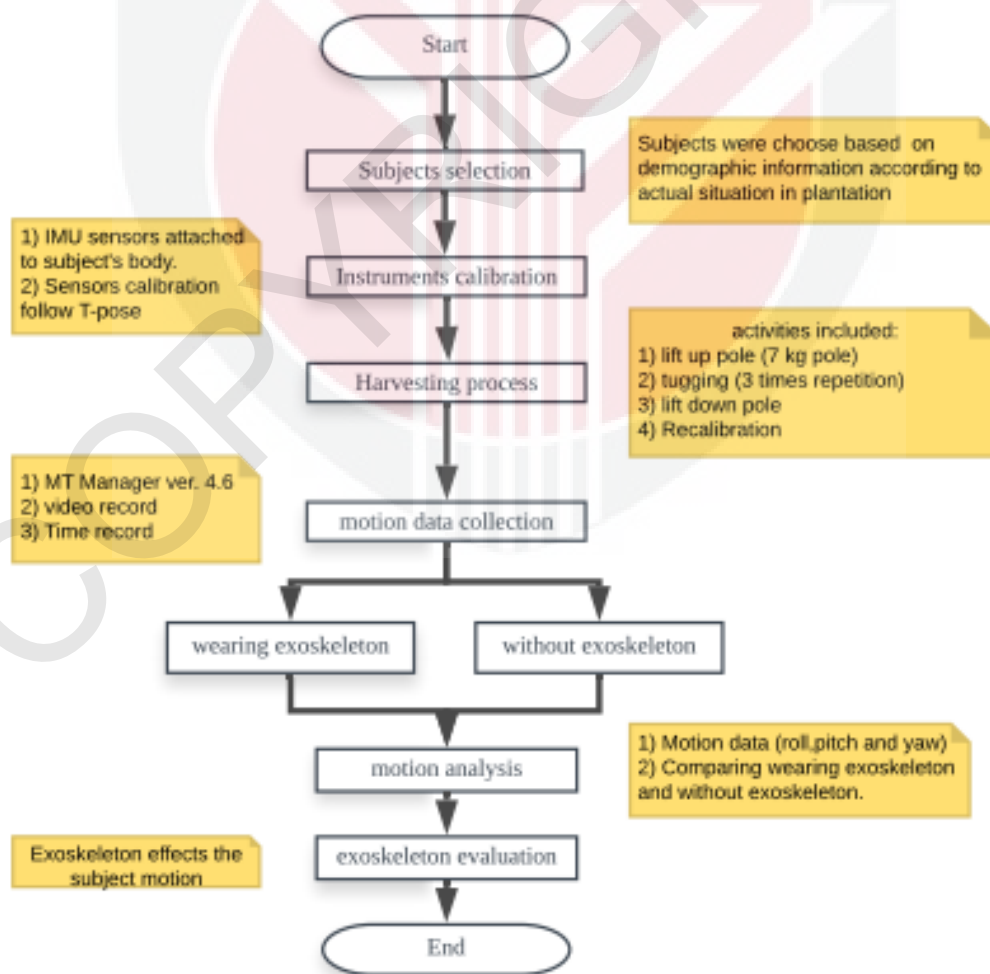 Start
Subjects selection
Subjects were choose based on
demographic information according to
actual situation in plantation
1) IMU sensors attached
to subject's body.
2) Sensors calibration
follow T-pose
Instruments calibration
activities included:
1) lift up pole (7 kg pole)
2) tugging (3 times repetition)
3) lift down pole
4) Recalibration
Harvesting process
1) MT Manager ver. 4.6
2) video record
3) Time record
motion data collection
wearing exoskeleton
without exoskeleton
1) Motion data (roll,pitch and yaw)
2) Comparing wearing exoskeleton
and without exoskeleton.
motion analysis
Exoskeleton effects the
subject motion
exoskeleton evaluation
End
COPYRIG